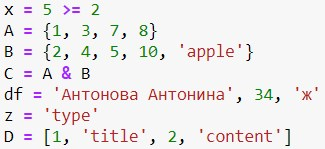 x = 5 >= 2
A = {1, 3, 7, 8}
B = {2, 4, 5, 10, 'apple'}
C = A & B
df = 'Антонова Антонина', 34, 'ж'
z = 'type'
D = [1, 'title', 2, 'content']